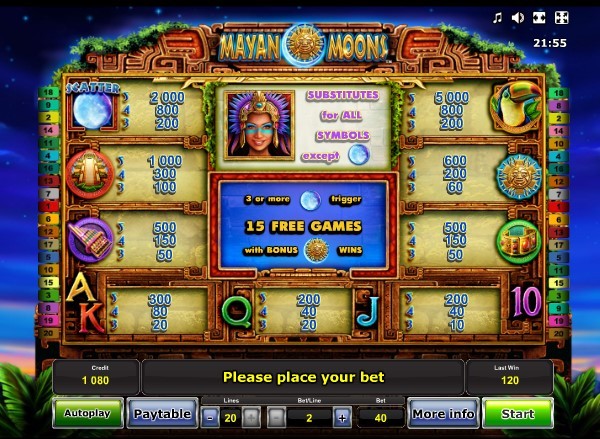 MAYAN MOONS
21:55
SCATTER
5 2 000
4 800
3 200
SUBSTITUTES
for ALL
SYMBOLS
except
5 5 000
4 800
3 200
5 1 000
4 300
3 100
5 600
4 200
3 60
3 or more trigger
15 FREE GAMES
with BONUS WINS
5 500
4 150
3 50
5 500
4 150
3 50
A
K
5 300
4 80
3 20
Q
5 200
4 40
3 20
J
5 200
4 40
3 10
10
Credit
1 080
Please place your bet
Last Win
120
Autoplay
Paytable
Lines
- 20 +
Bet/Line
- 2 +
Bet
40
More info
Start